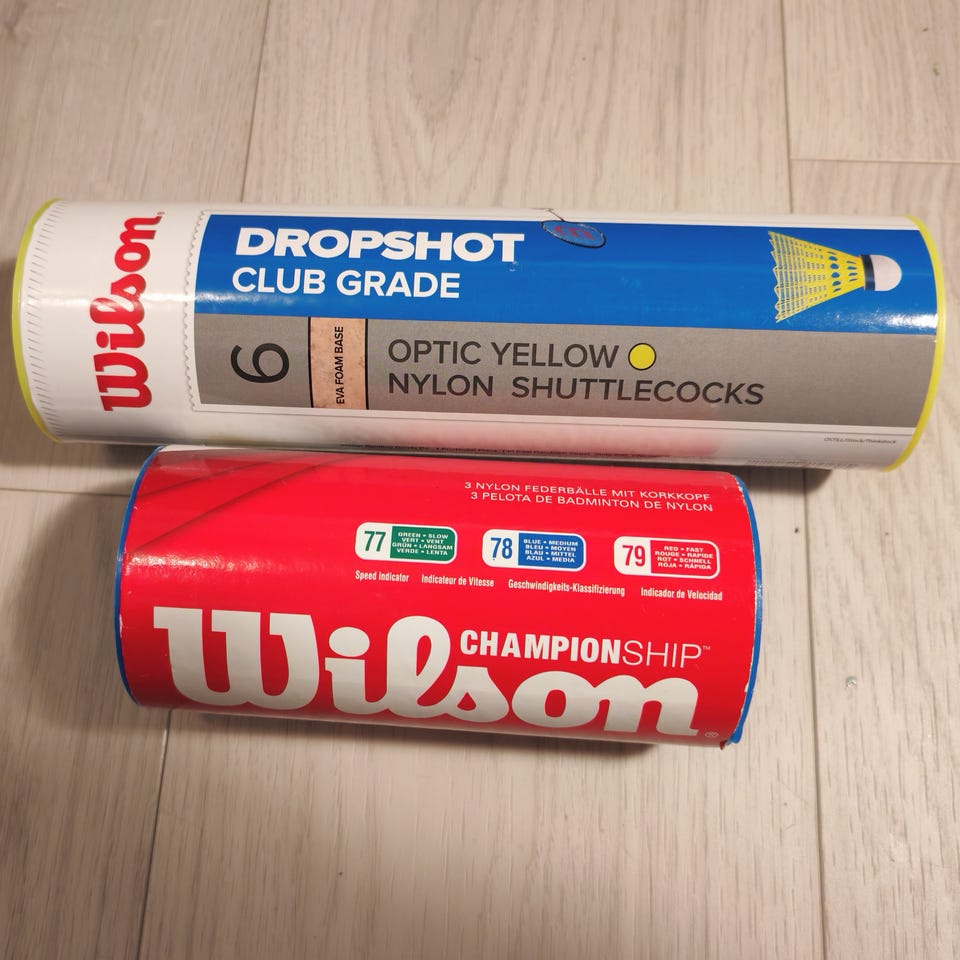 Wilson
DROPSHOT
CLUB GRADE
6
EVA FOAM BASE
OPTIC YELLOW
NYLON SHUTTLECOCKS
3 NYLON FEDERBÄLLE MIT KORKKOPF
3 PELOTA DE BADMINTON DE NYLON
77
GREEN • SLOW
VERT • VENT
GRÜN • LANGSAM
VERDE • LENTA
78
BLUE • MEDIUM
BLEU • MOYEN
BLAU • MITTEL
AZUL • MEDIA
79
RED • FAST
ROUGE • RAPIDE
ROT • SCHNELL
ROJA • RAPIDA
Speed Indicator Indicateur de Vitesse Geschwindigkeits-Klassifizierung Indicador de Velocidad
CHAMPIONSHIP™
Wilson®